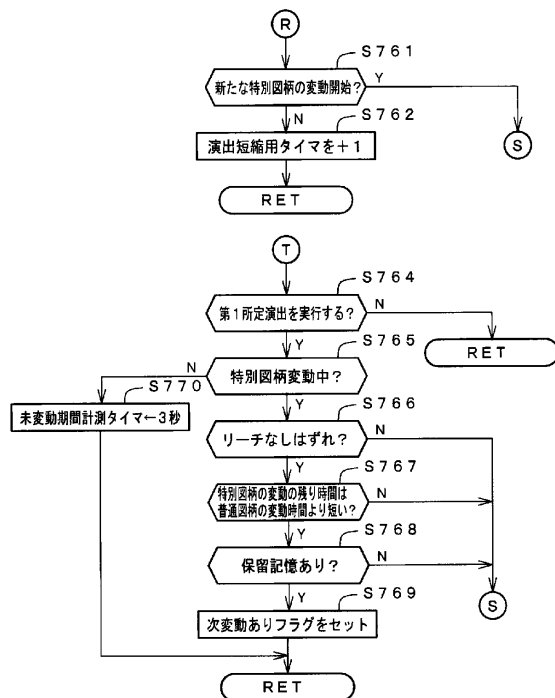 R
S761
新たな特別図柄の変動開始？
Y
N
S762
演出短縮用タイマを＋1
S
RET
T
S764
第1所定演出を実行する？
N
Y
RET
S765
特別図柄変動中？
N
Y
S770
未変動期間計測タイマ←3秒
S766
リーチなしはずれ？
N
Y
S767
特別図柄の変動の残り時間は
普通図柄の変動時間より短い？
N
Y
S768
保留記憶あり？
N
Y
S
S769
次変動ありフラグをセット
RET